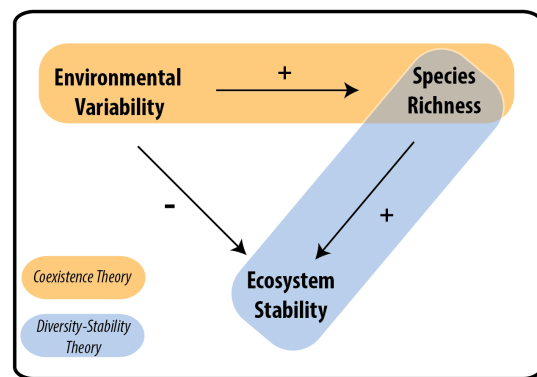 Environmental
Variability
+
Species
Richness
-
+
Ecosystem
Stability
Coexistence Theory
Diversity-Stability
Theory